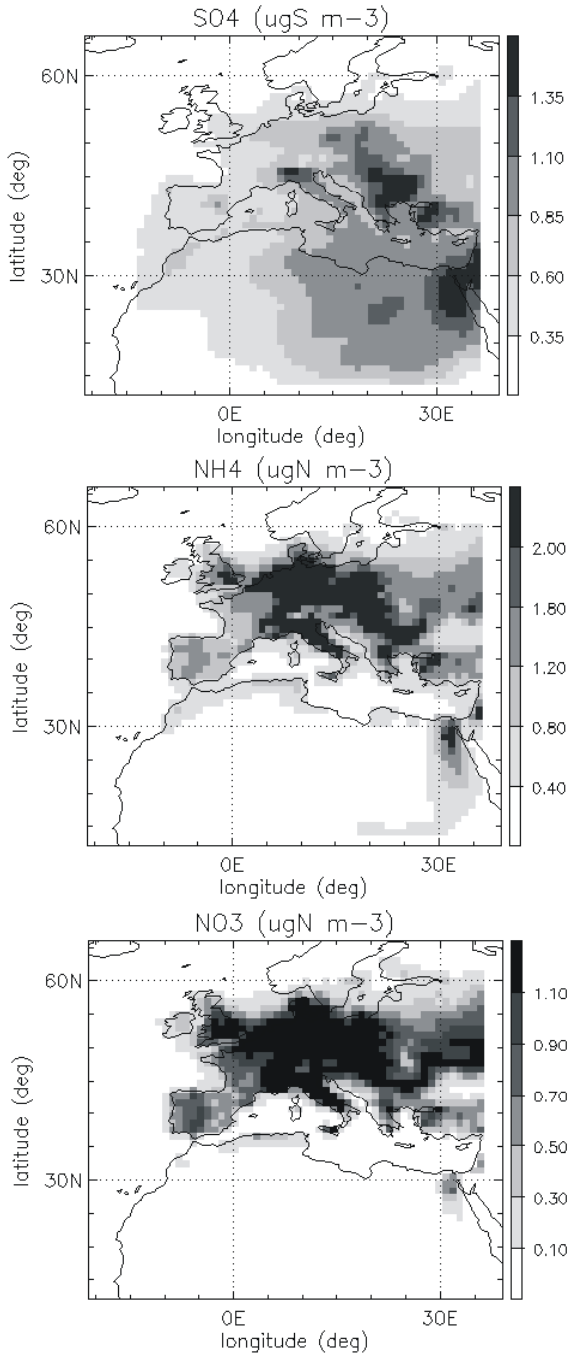 SO4 (ugS m-3)
60N
30N
latitude (deg)
0E
30E
longitude (deg)
1.35
1.10
0.85
0.60
0.35
NH4 (ugN m-3)
60N
30N
latitude (deg)
0E
30E
longitude (deg)
2.00
1.60
1.20
0.80
0.40
NO3 (ugN m-3)
60N
30N
latitude (deg)
0E
30E
longitude (deg)
1.10
0.90
0.70
0.50
0.30
0.10